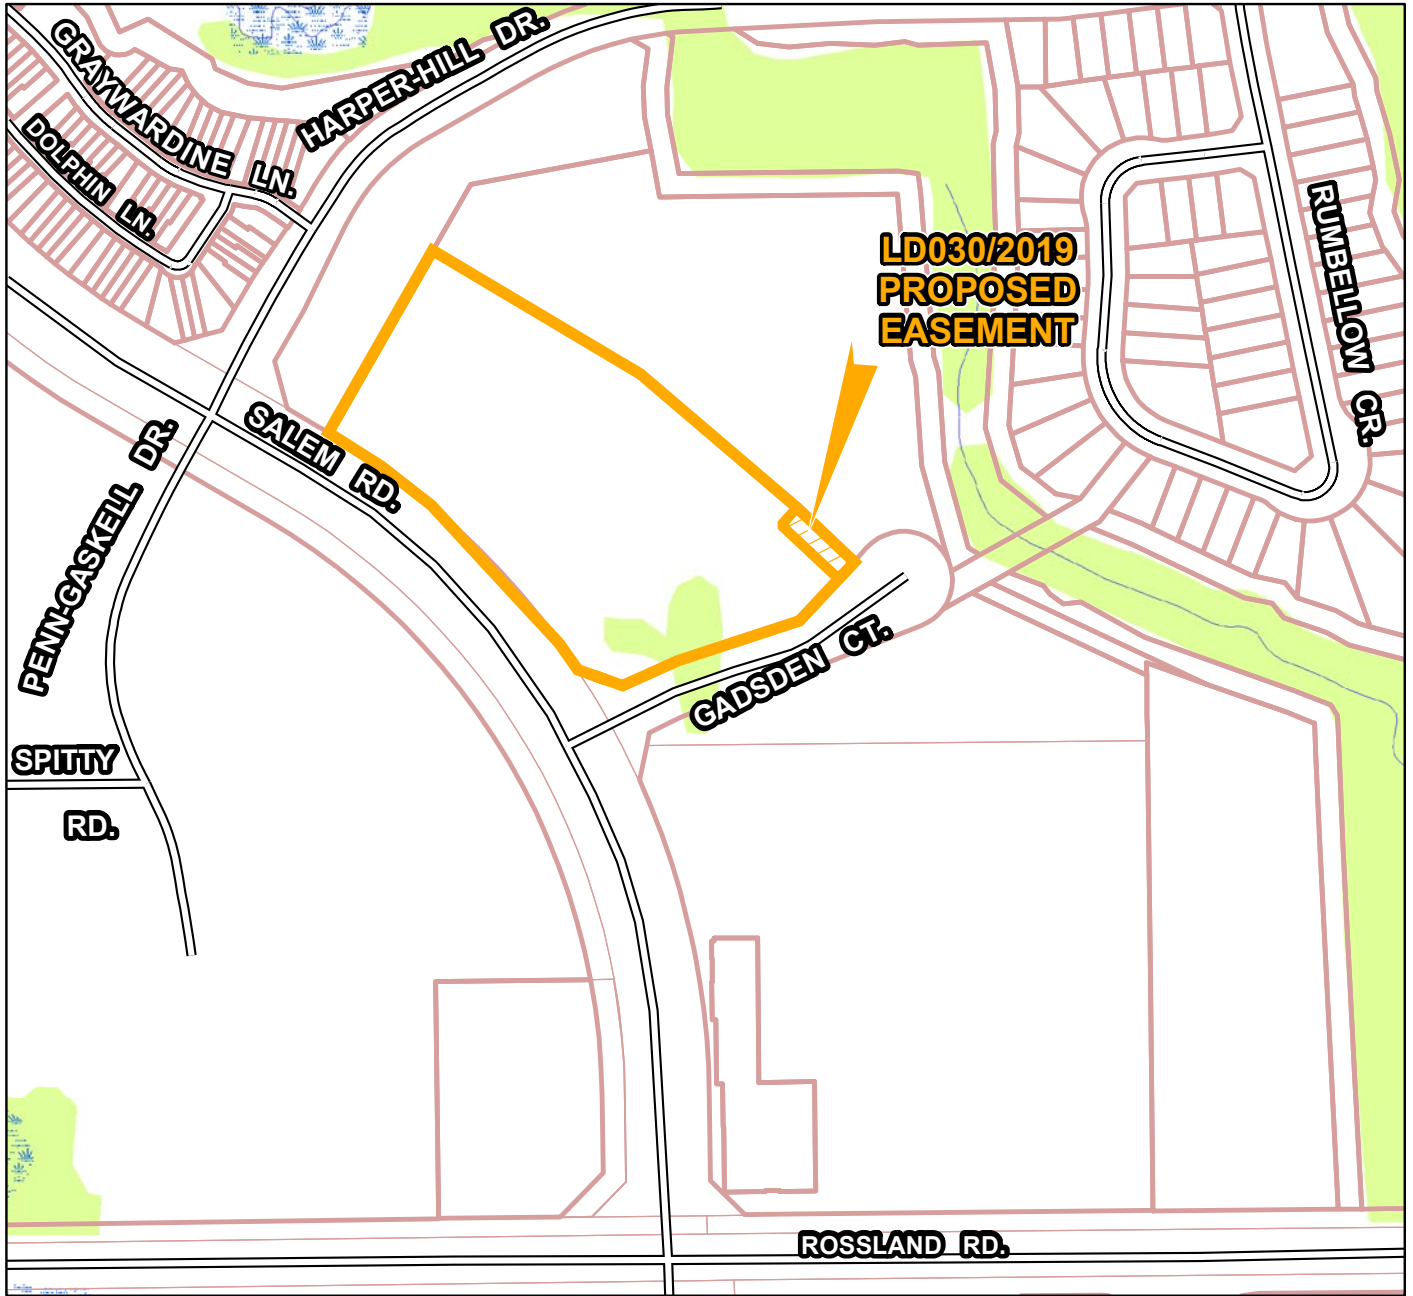 GRAYWARDINE LN.
HARPER-HILL DR.
DOLPHIN LN.
RUMBELLOW CR.
LD030/2019
PROPOSED
EASEMENT
SALEM RD.
PENN-GASKELL DR.
GADSDEN CT.
SPITTY
RD.
ROSSLAND RD.